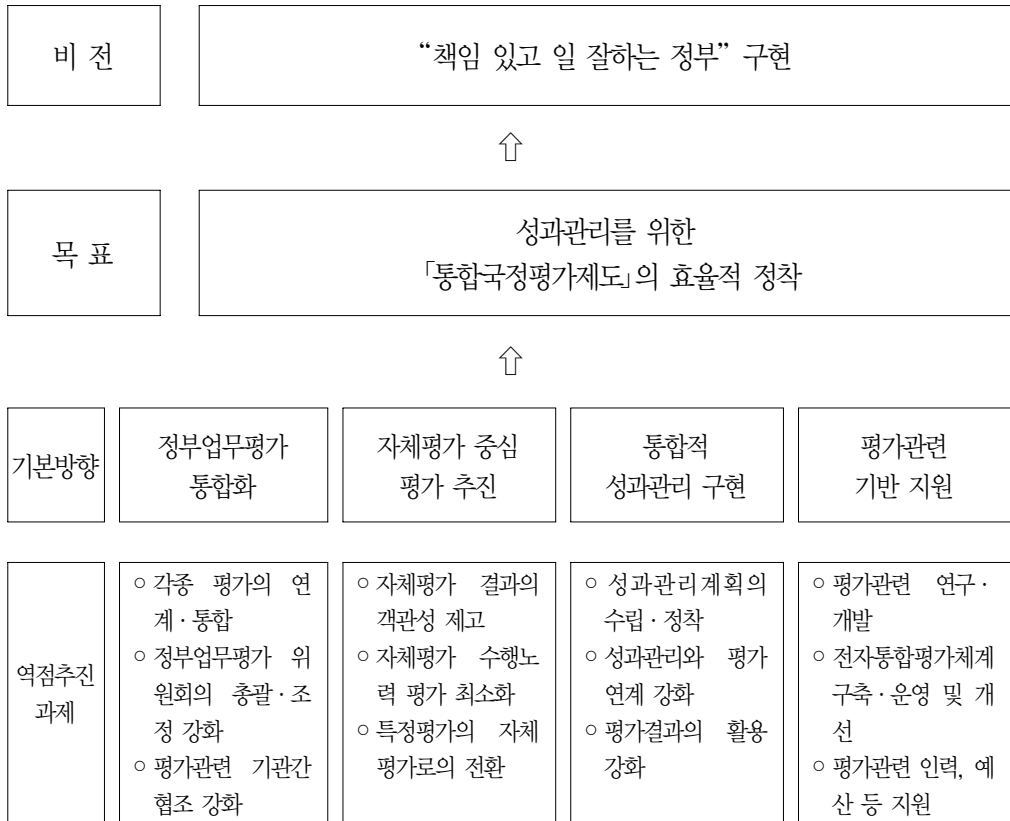 비 전
“책임 있고 일 잘하는 정부” 구현
⇧
목 표
성과관리를 위한
「통합국정평가제도」의 효율적 정착
⇧
기본방향
정부업무평가
통합화
자체평가 중심
평가 추진
통합적
성과관리 구현
평가관련
기반 지원
역점추진
과제
○ 각종 평가의 연
계·통합
○ 정부업무평가 위
원회의 총괄·조
정 강화
○ 평가관련 기관간
협조 강화
○ 자체평가 결과의
객관성 제고
○ 자체평가 수행노
력 평가 최소화
○ 특정평가의 자체
평가로의 전환
○ 성과관리계획의
수립·정착
○ 성과관리와 평가
연계 강화
○ 평가결과의 활용
강화
○ 평가관련 연구·
개발
○ 전자통합평가체계
구축·운영 및 개
선
○ 평가관련 인력, 예
산 등 지원